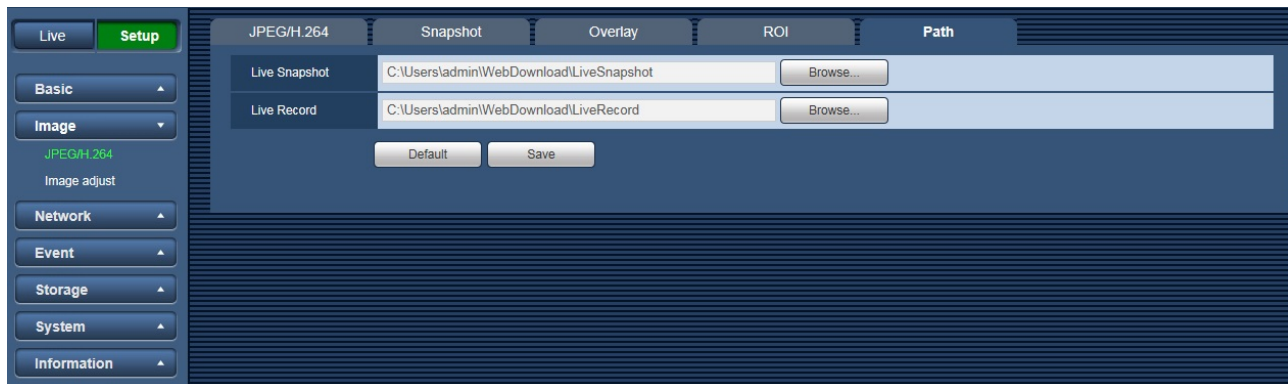 Live Setup
JPEG/H.264 Snapshot Overlay ROI Path
Live Snapshot C:\Users\admin\WebDownload\LiveSnapshot Browse...
Live Record C:\Users\admin\WebDownload\LiveRecord Browse...
Default Save
Basic
Image
JPEG/H.264
Image adjust
Network
Event
Storage
System
Information